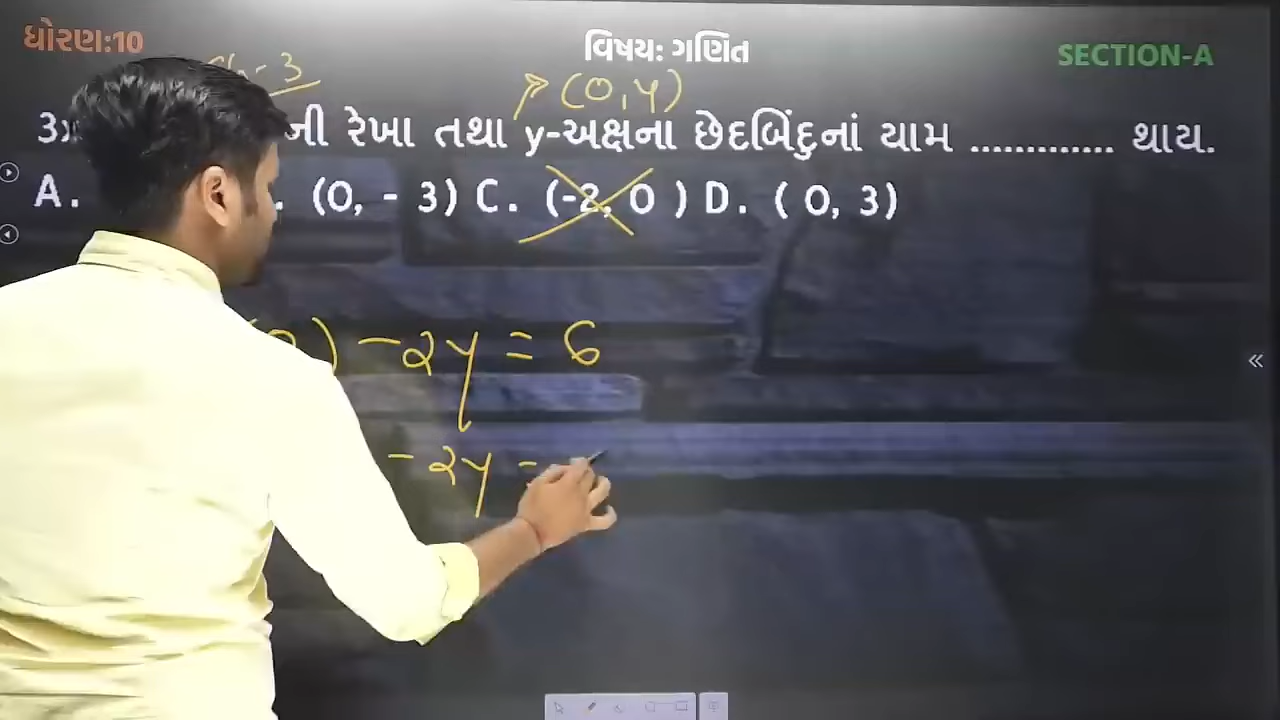 ધોરણ:10 વિષય: ગણિત SECTION-A
3 (0,y)
ની રેખા તથા y-અક્ષના છેદબિંદુનાં યામ ............. થાય.
A. (0, - 3) C. (-2, 0 ) D. ( 0, 3)
) -2y = 6
-2y =